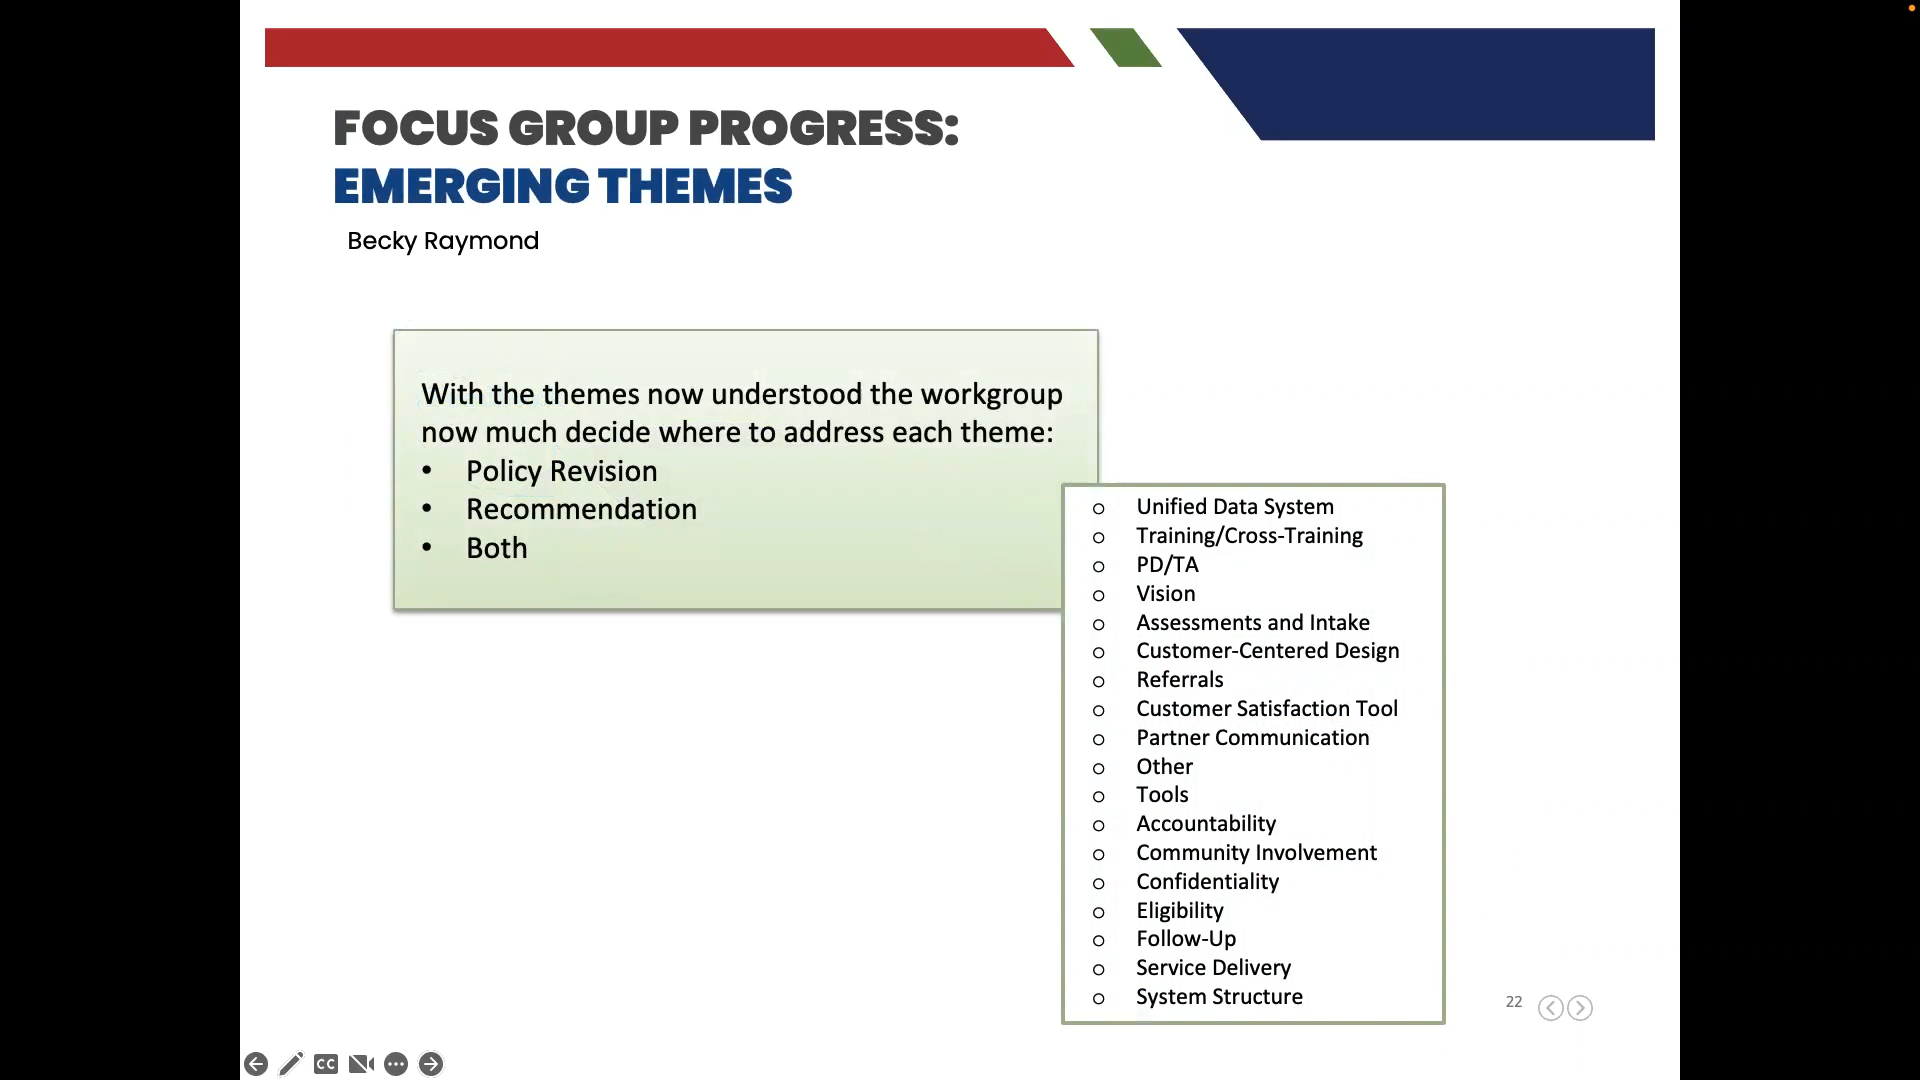 FOCUS GROUP PROGRESS:
EMERGING THEMES
Becky Raymond
With the themes now understood the workgroup
now much decide where to address each theme:
• Policy Revision
• Recommendation
• Both
o Unified Data System
o Training/Cross-Training
o PD/TA
o Vision
o Assessments and Intake
o Customer-Centered Design
o Referrals
o Customer Satisfaction Tool
o Partner Communication
o Other
o Tools
o Accountability
o Community Involvement
o Confidentiality
o Eligibility
o Follow-Up
o Service Delivery
o System Structure
22
CC